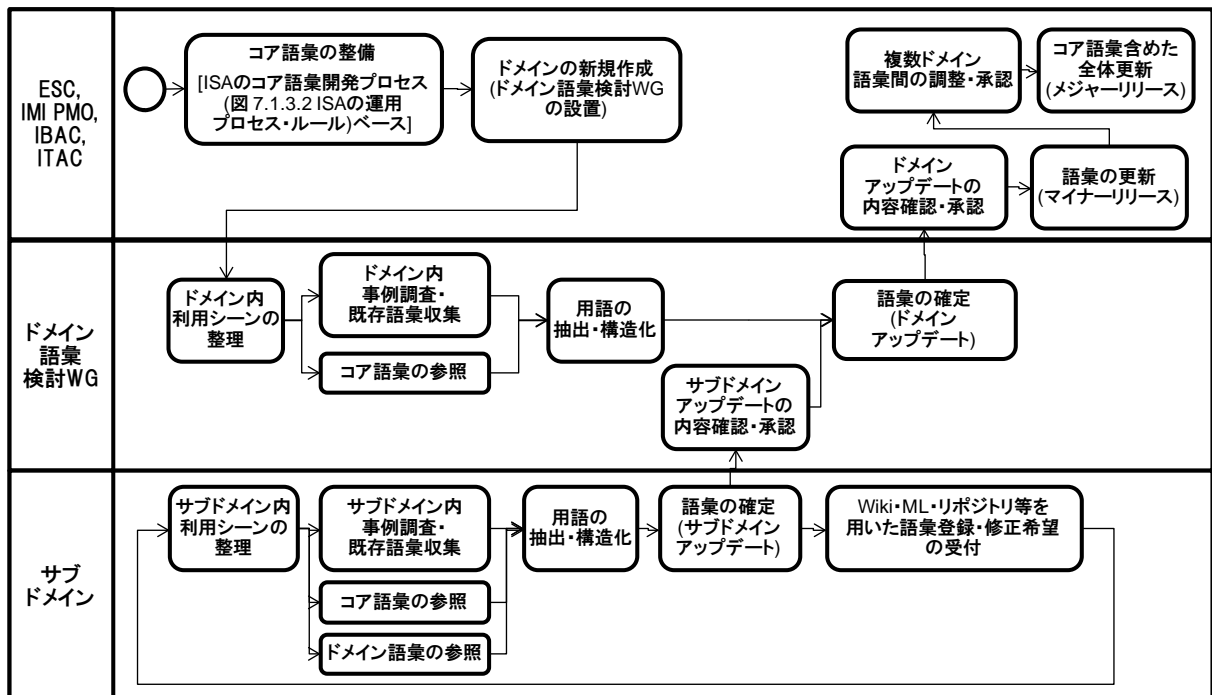 ESC,
IMI PMO,
IBAC,
ITAC
コア語彙の整備
[ISAのコア語彙開発プロセス
(図 7.1.3.2 ISAの運用
プロセス・ルール)ベース]
ドメインの新規作成
(ドメイン語彙検討WG
の設置)
複数ドメイン
語彙間の調整・承認
コア語彙含めた
全体更新
(メジャーリリース)
ドメイン
アップデートの
内容確認・承認
語彙の更新
(マイナーリリース)
ドメイン
語彙
検討WG
ドメイン内
利用シーンの
整理
ドメイン内
事例調査・
既存語彙収集
コア語彙の参照
用語の
抽出・構造化
サブドメイン
アップデートの
内容確認・承認
語彙の確定
(ドメイン
アップデート)
サブ
ドメイン
サブドメイン内
利用シーンの
整理
サブドメイン内
事例調査・
既存語彙収集
コア語彙の参照
ドメイン語彙の参照
用語の
抽出・構造化
語彙の確定
(サブドメイン
アップデート)
Wiki・ML・リポジトリ等を
用いた語彙登録・修正希望
の受付